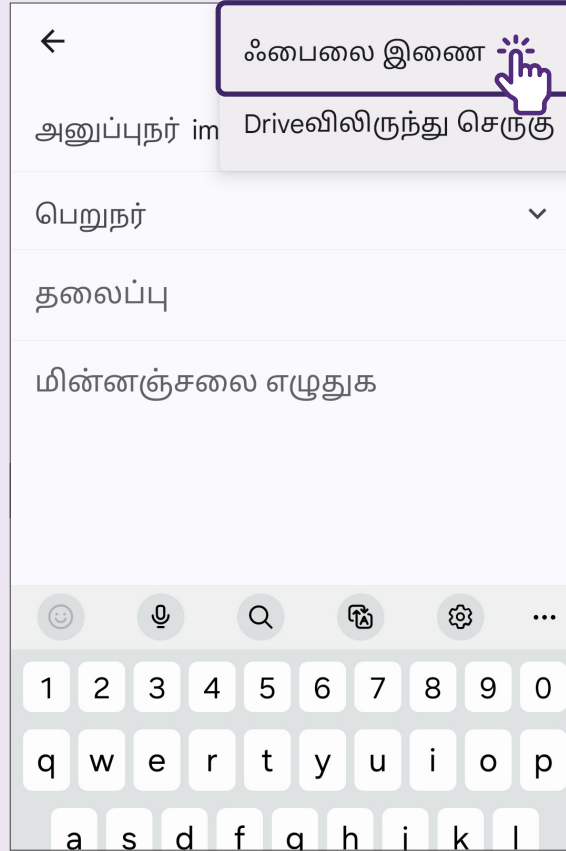 ஃபைலை இணை
அனுப்புநர் im
Driveவிலிருந்து செருகு
பெறுநர்
தலைப்பு
மின்னஞ்சலை எழுதுக
1 2 3 4 5 6 7 8 9 0
q w e r t y u i o p
a s d f g h j k l